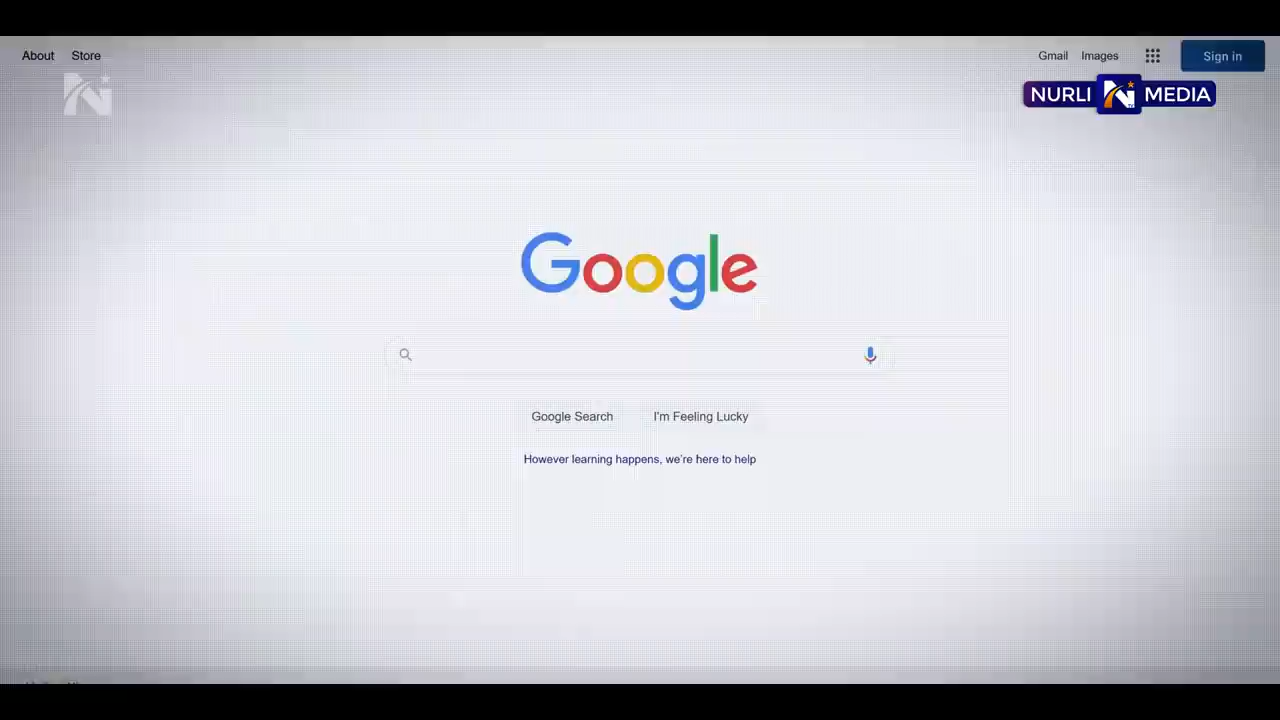 About Store
Gmail Images Sign in
NURLI MEDIA
Google
Google Search I'm Feeling Lucky
However learning happens, we're here to help